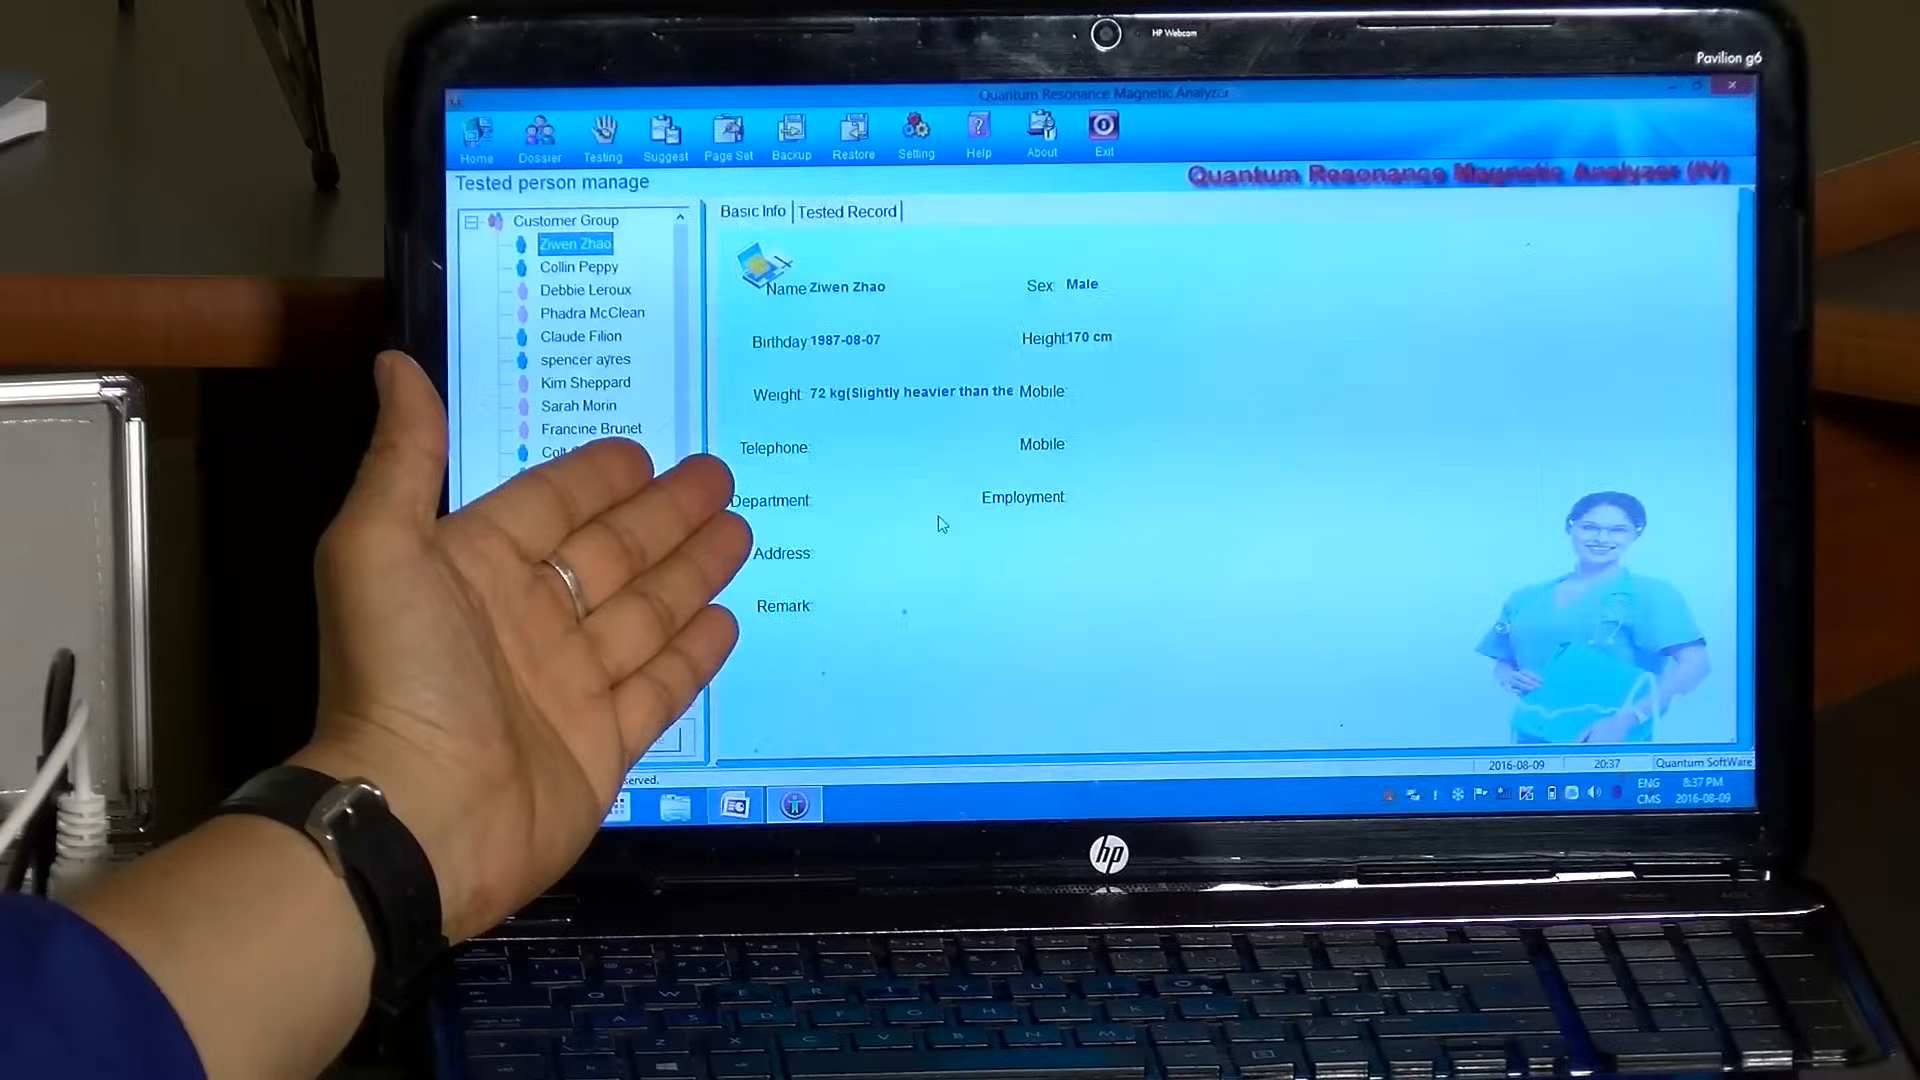 HP Webcam
Pavilion g6
Quantum Resonance Magnetic Analyzer
Home Dossier Testing Suggest Page Set Backup Restore Setting Help About Exit
Tested person manage
Quantum Resonance Magnetic Analyzer (IV)
Customer Group
Ziwen Zhao
Collin Peppy
Debbie Leroux
Phadra McClean
Claude Filion
spencer ayres
Kim Sheppard
Sarah Morin
Francine Brunet
Colt
Basic Info Tested Record
Name Ziwen Zhao Sex: Male
Birthday: 1987-08-07 Height: 170 cm
Weight: 72 kg(Slightly heavier than the Mobile:
Telephone: Mobile:
Department: Employment:
Address:
Remark:
served.
2016-08-09 20:37 Quantum SoftWare
ENG 8:37 PM
CMS 2016-08-09
hp